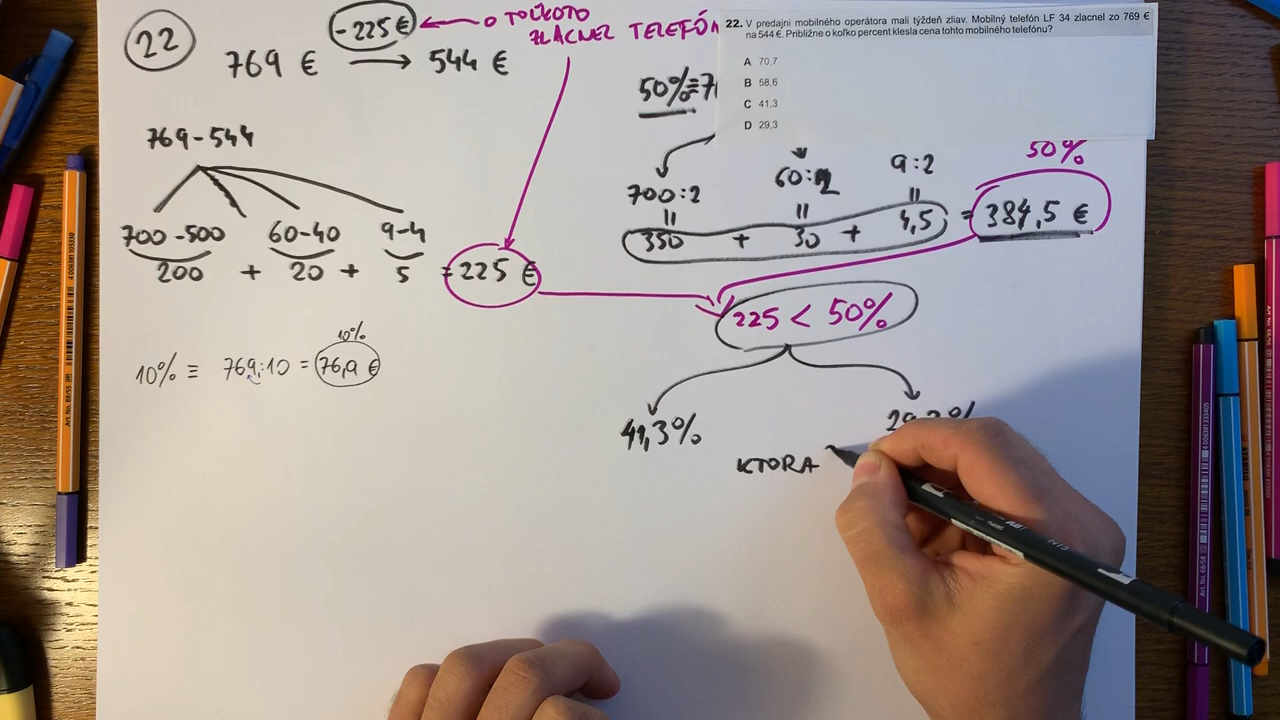 22
-225 €
O TOĽKOTO
ZLACNEL TELEFÓN
769 € → 544 €
22. V predajni mobilného operátora mali týždeň zliav. Mobilný telefón LF 34 zlacnel zo 769 €
na 544 €. Približne o koľko percent klesla cena tohto mobilného telefónu?
A 70,7
B 58,6
C 41,3
D 29,3
50% ≡
769-544
700-500 60-40 9-4
200 + 20 + 5 = 225 €
50%
700:2 60:2 9:2
350 + 30 + 4,5 = 384,5 €
225 < 50%
10%
10% ≡ 769:10 = 76,9 €
41,3%
KTORA